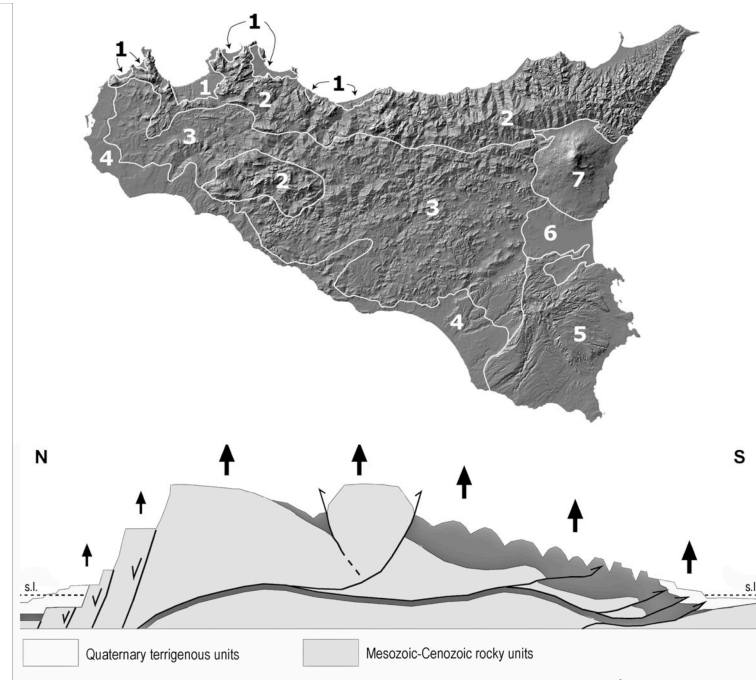 1
1
1
1
2
2
3
4
2
3
7
6
4
5
N
S
s.l.
s.l.
Quaternary terrigenous units
Mesozoic-Cenozoic rocky units